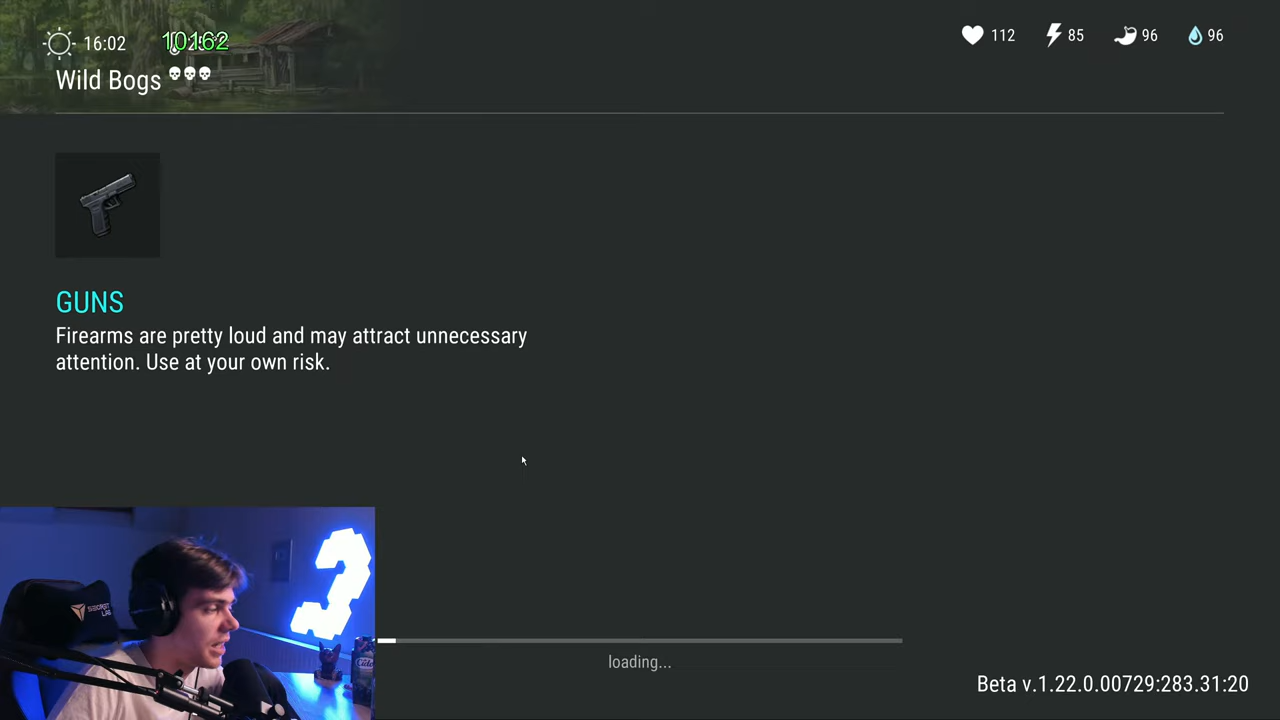 16:02
10162
112
85
96
96
Wild Bogs
GUNS
Firearms are pretty loud and may attract unnecessary
attention. Use at your own risk.
loading...
Beta v.1.22.0.00729:283.31:20